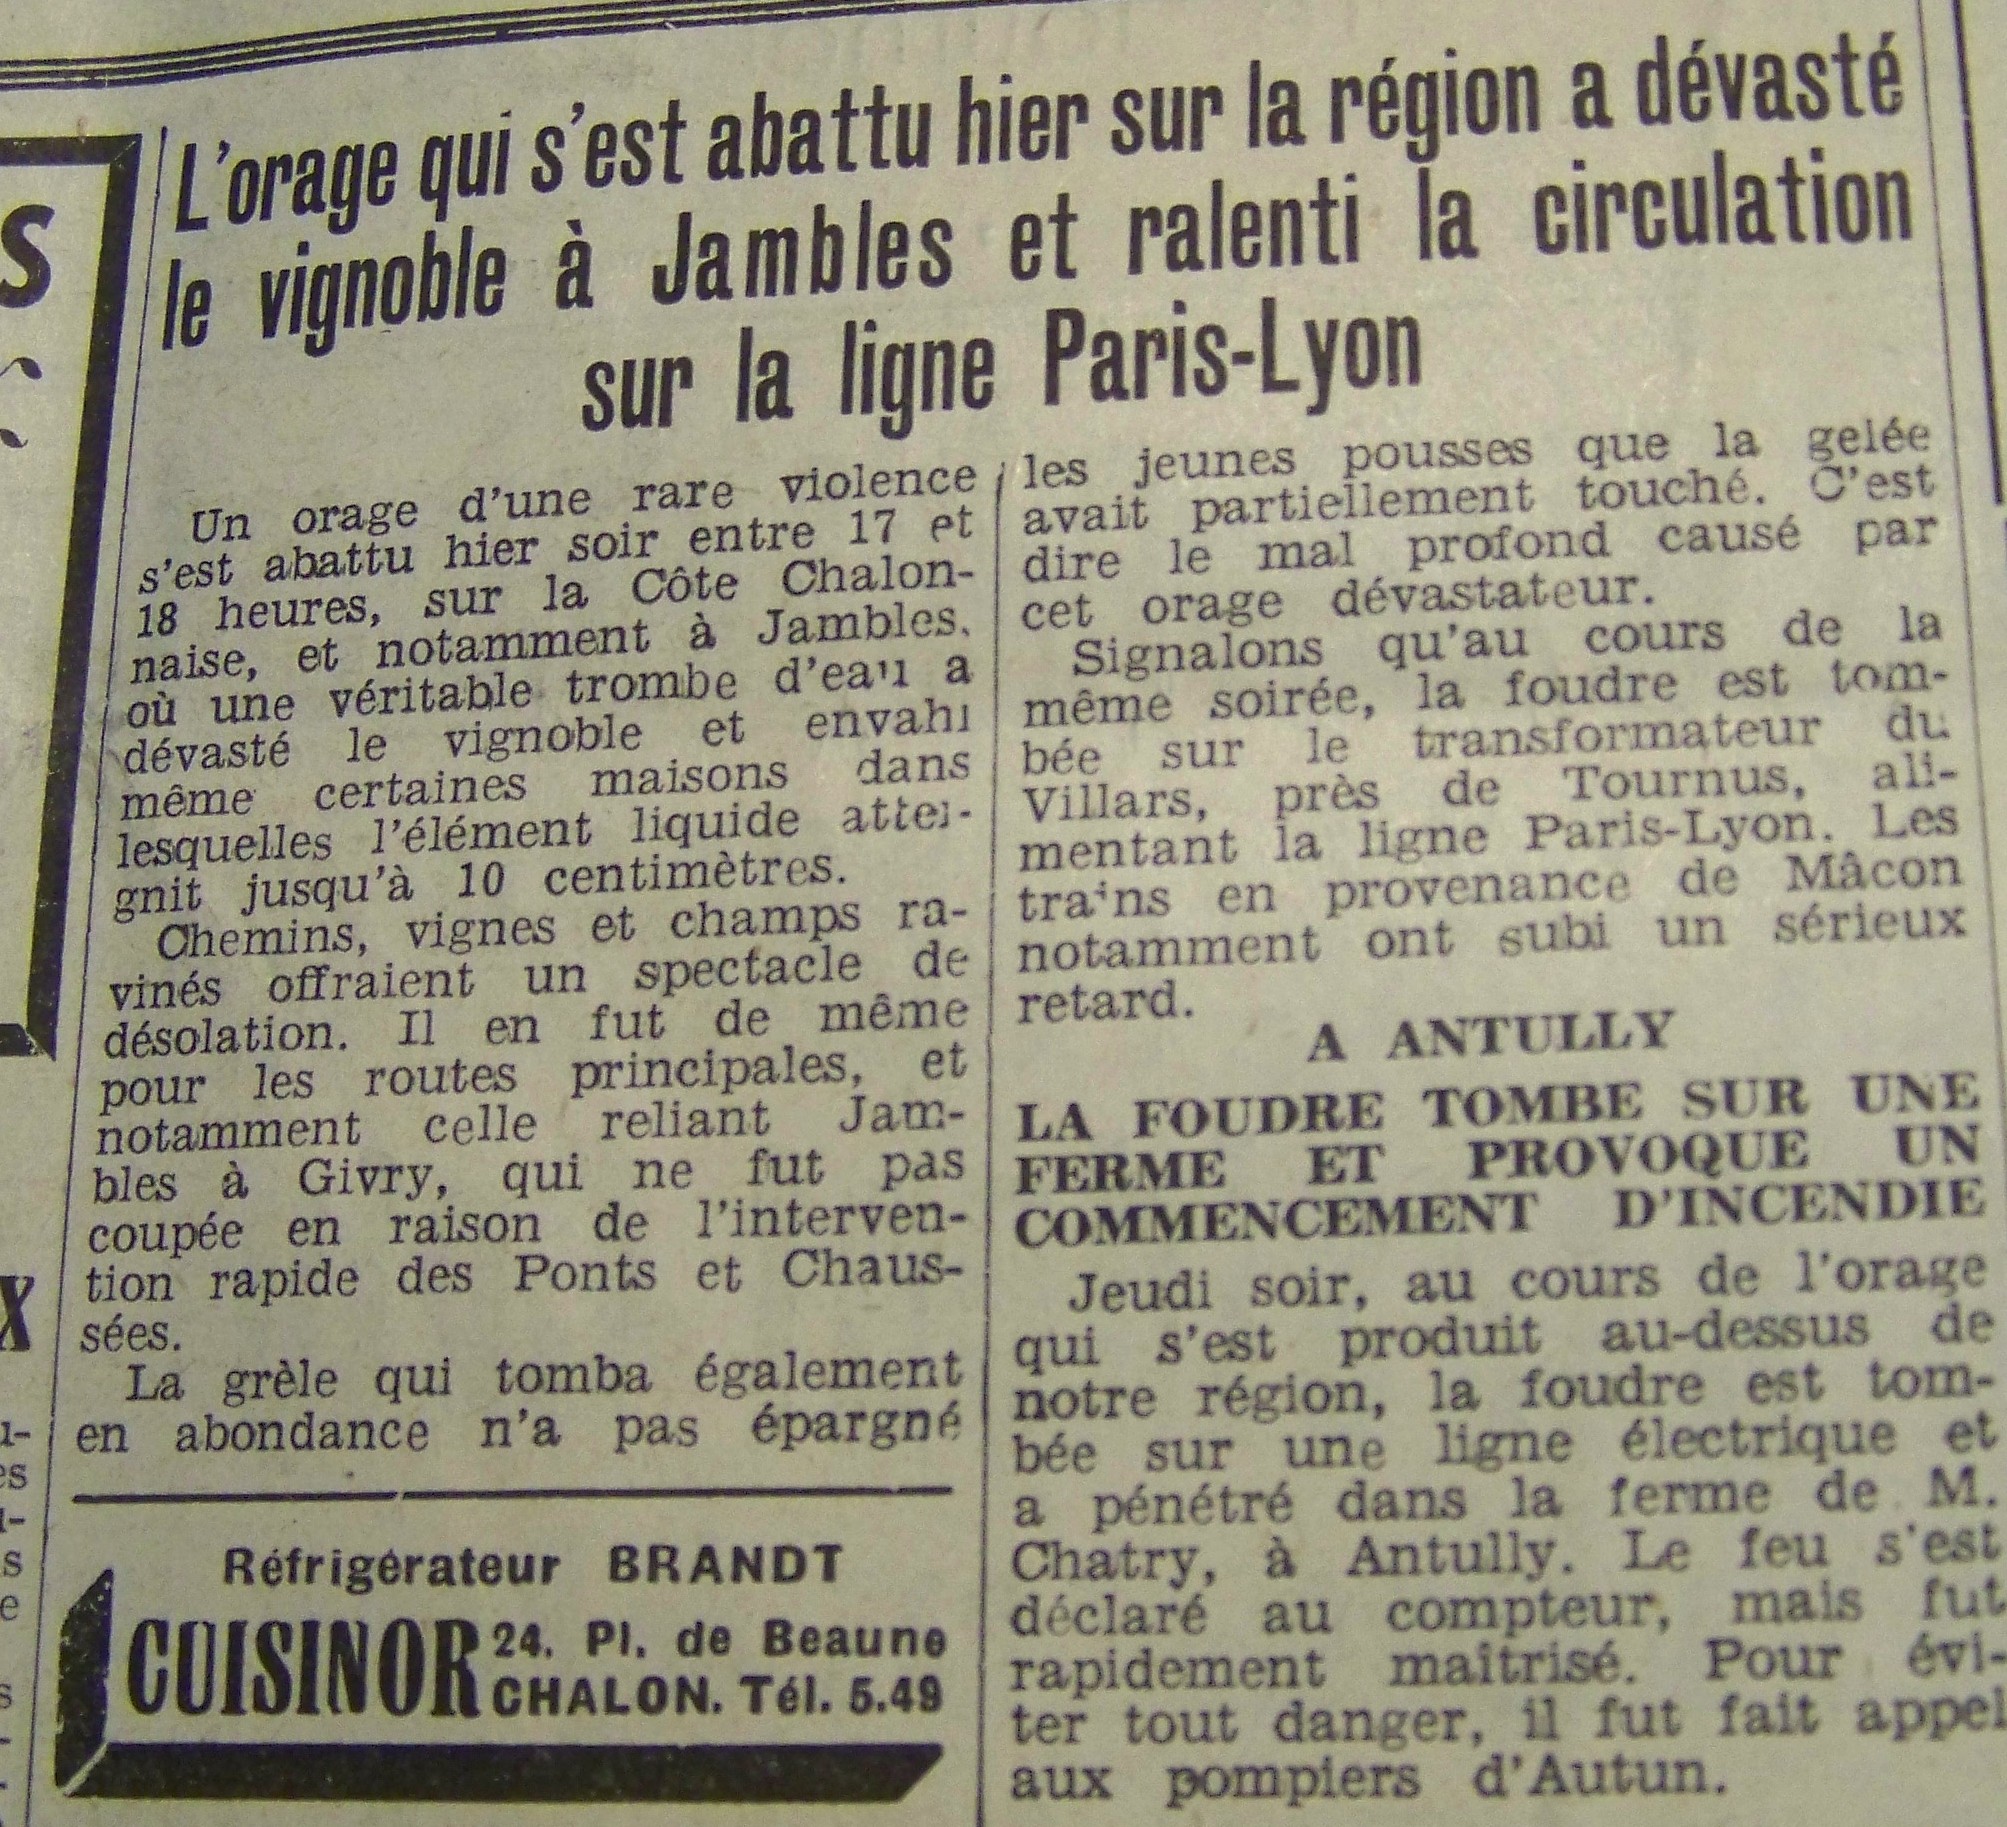 L'orage qui s'est abattu hier sur la région a dévasté
le vignoble à Jambles et ralenti la circulation
sur la ligne Paris-Lyon
Un orage d'une rare violence
s'est abattu hier soir entre 17 et
18 heures, sur la Côte Chalon-
naise, et notamment à Jambles,
où une véritable trombe d'eau a
dévasté le vignoble et envahi
même certaines maisons dans
lesquelles l'élément liquide attei-
gnit jusqu'à 10 centimètres.
Chemins, vignes et champs ra-
vinés offraient un spectacle de
désolation. Il en fut de même
pour les routes principales, et
notamment celle reliant Jam-
bles à Givry, qui ne fut pas
coupée en raison de l'interven-
tion rapide des Ponts et Chaus-
sées.
La grèle qui tomba également
en abondance n'a pas épargné
les jeunes pousses que la gelée
avait partiellement touché. C'est
dire le mal profond causé par
cet orage dévastateur.
Signalons qu'au cours de la
même soirée, la foudre est tom-
bée sur le transformateur du
Villars, près de Tournus, ali-
mentant la ligne Paris-Lyon. Les
trains en provenance de Mâcon
notamment ont subi un sérieux
retard.
A ANTULLY
LA FOUDRE TOMBE SUR UNE
FERME ET PROVOQUE UN
COMMENCEMENT D'INCENDIE
Jeudi soir, au cours de l'orage
qui s'est produit au-dessus de
notre région, la foudre est tom-
bée sur une ligne électrique et
a pénétré dans la ferme de M.
Chatry, à Antully. Le feu s'est
déclaré au compteur, mais fut
rapidement maîtrisé. Pour évi-
ter tout danger, il fut fait appel
aux pompiers d'Autun.
Réfrigérateur BRANDT
CUISINOR
24. Pl. de Beaune
CHALON. Tél. 5.49